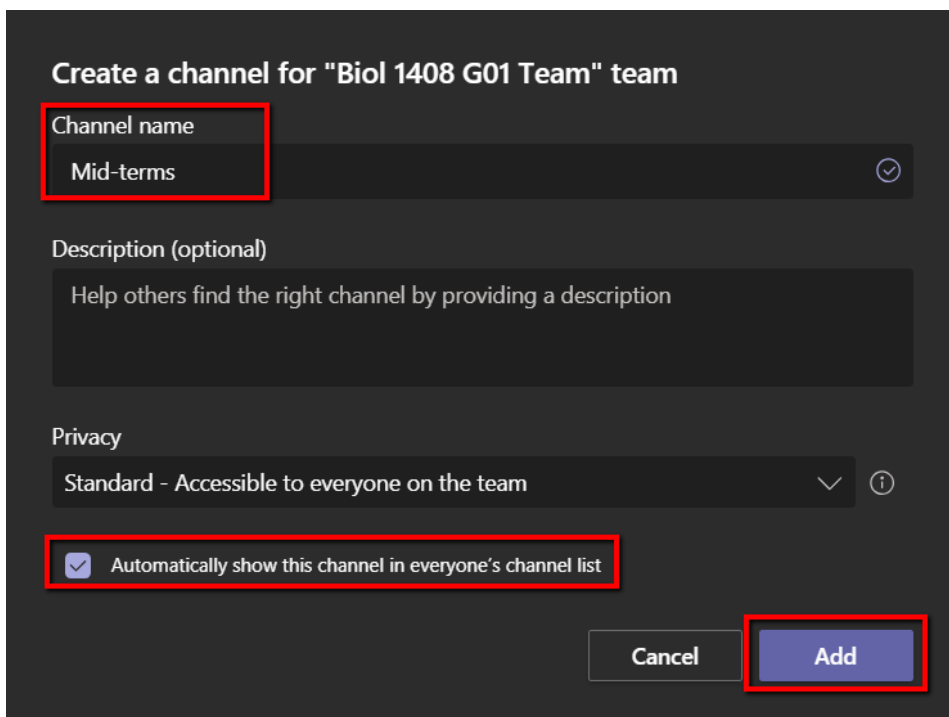 Create a channel for "Biol 1408 G01 Team" team
Channel name
Mid-terms
Description (optional)
Help others find the right channel by providing a description
Privacy
Standard - Accessible to everyone on the team
Automatically show this channel in everyone's channel list
Cancel
Add